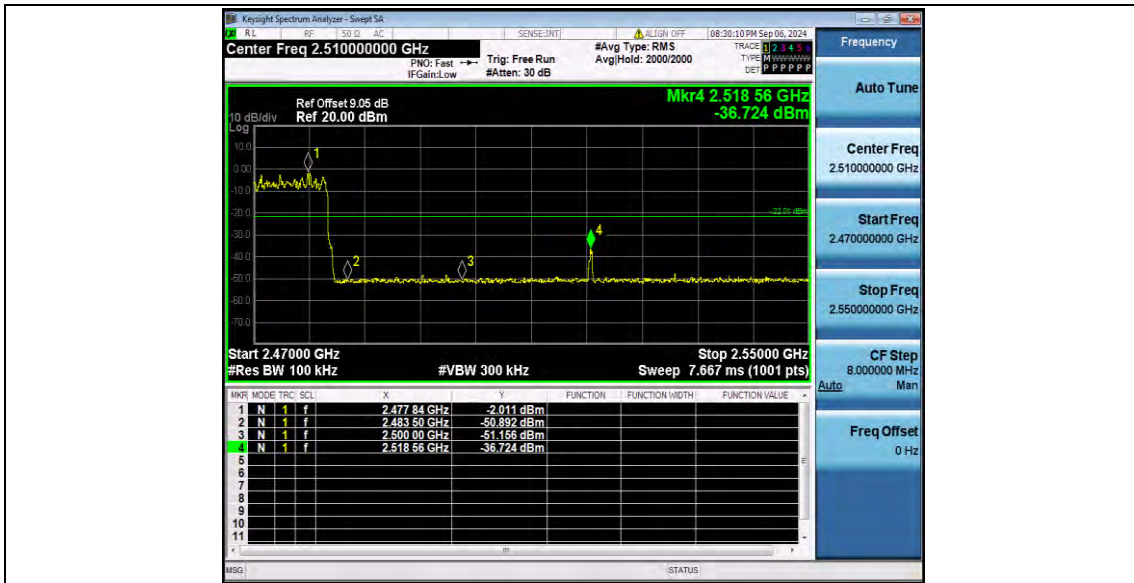 Keysight Spectrum Analyzer - Swept SA
RL RF 50 Ω AC SENSE:INT ALIGN OFF 08:30:10 PM Sep 06, 2024
Center Freq 2.510000000 GHz
PNO: Fast
IFGain:Low
Trig: Free Run
#Atten: 30 dB
#Avg Type: RMS
Avg|Hold: 2000/2000
TRACE 1 2 3 4 5 6
TYPE M WWWWW
DET P P P P P P
Frequency
Auto Tune
Center Freq
2.510000000 GHz
Start Freq
2.470000000 GHz
Stop Freq
2.550000000 GHz
CF Step
8.000000 MHz
Auto Man
Freq Offset
0 Hz
Mkr4 2.518 56 GHz
-36.724 dBm
Ref Offset 9.05 dB
10 dB/div Ref 20.00 dBm
Log
10.0
0.00
-10.0
-20.0
-30.0
-40.0
-50.0
-60.0
-70.0
1
2
3
4
-22.01 dBm
Start 2.47000 GHz Stop 2.55000 GHz
#Res BW 100 kHz #VBW 300 kHz Sweep 7.667 ms (1001 pts)
MKR MODE TRC SCL X Y FUNCTION FUNCTION WIDTH FUNCTION VALUE
1 N 1 f 2.477 84 GHz -2.011 dBm
2 N 1 f 2.483 50 GHz -50.892 dBm
3 N 1 f 2.500 00 GHz -51.156 dBm
4 N 1 f 2.518 56 GHz -36.724 dBm
5
6
7
8
9
10
11
MSG STATUS